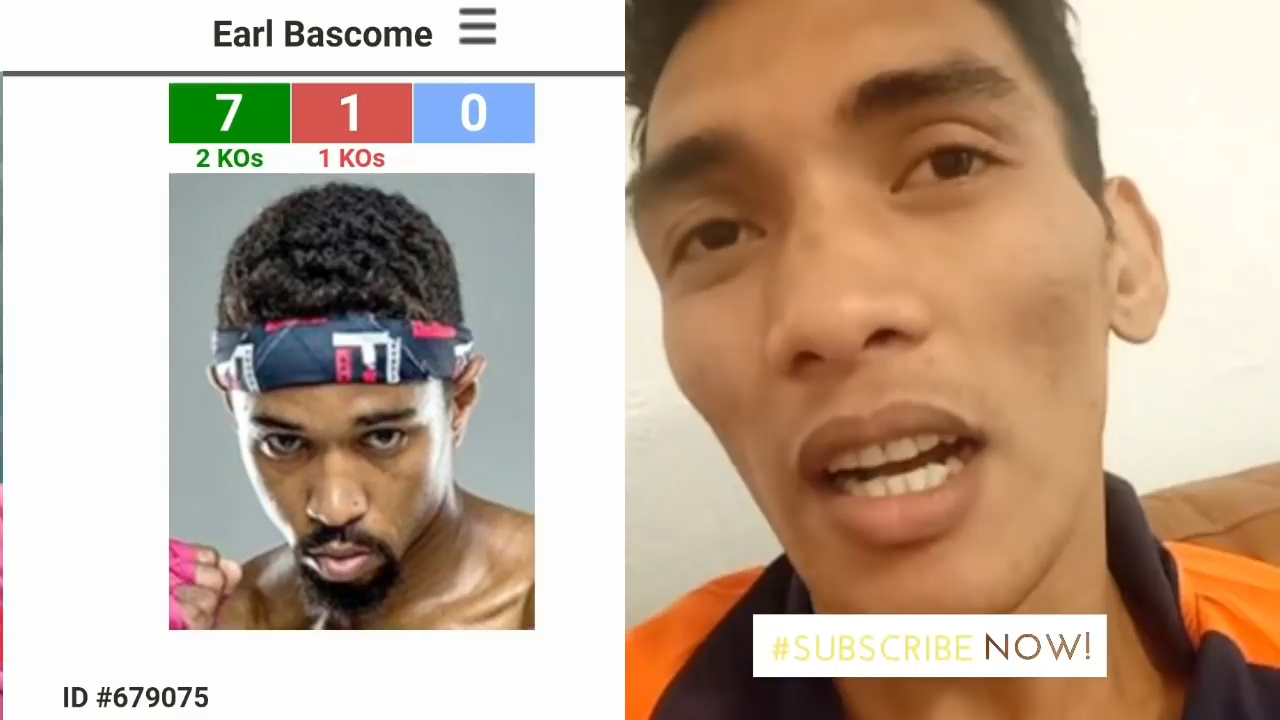 Earl Bascome
7 1 0
2 KOs 1 KOs
ID #679075
#SUBSCRIBE NOW!